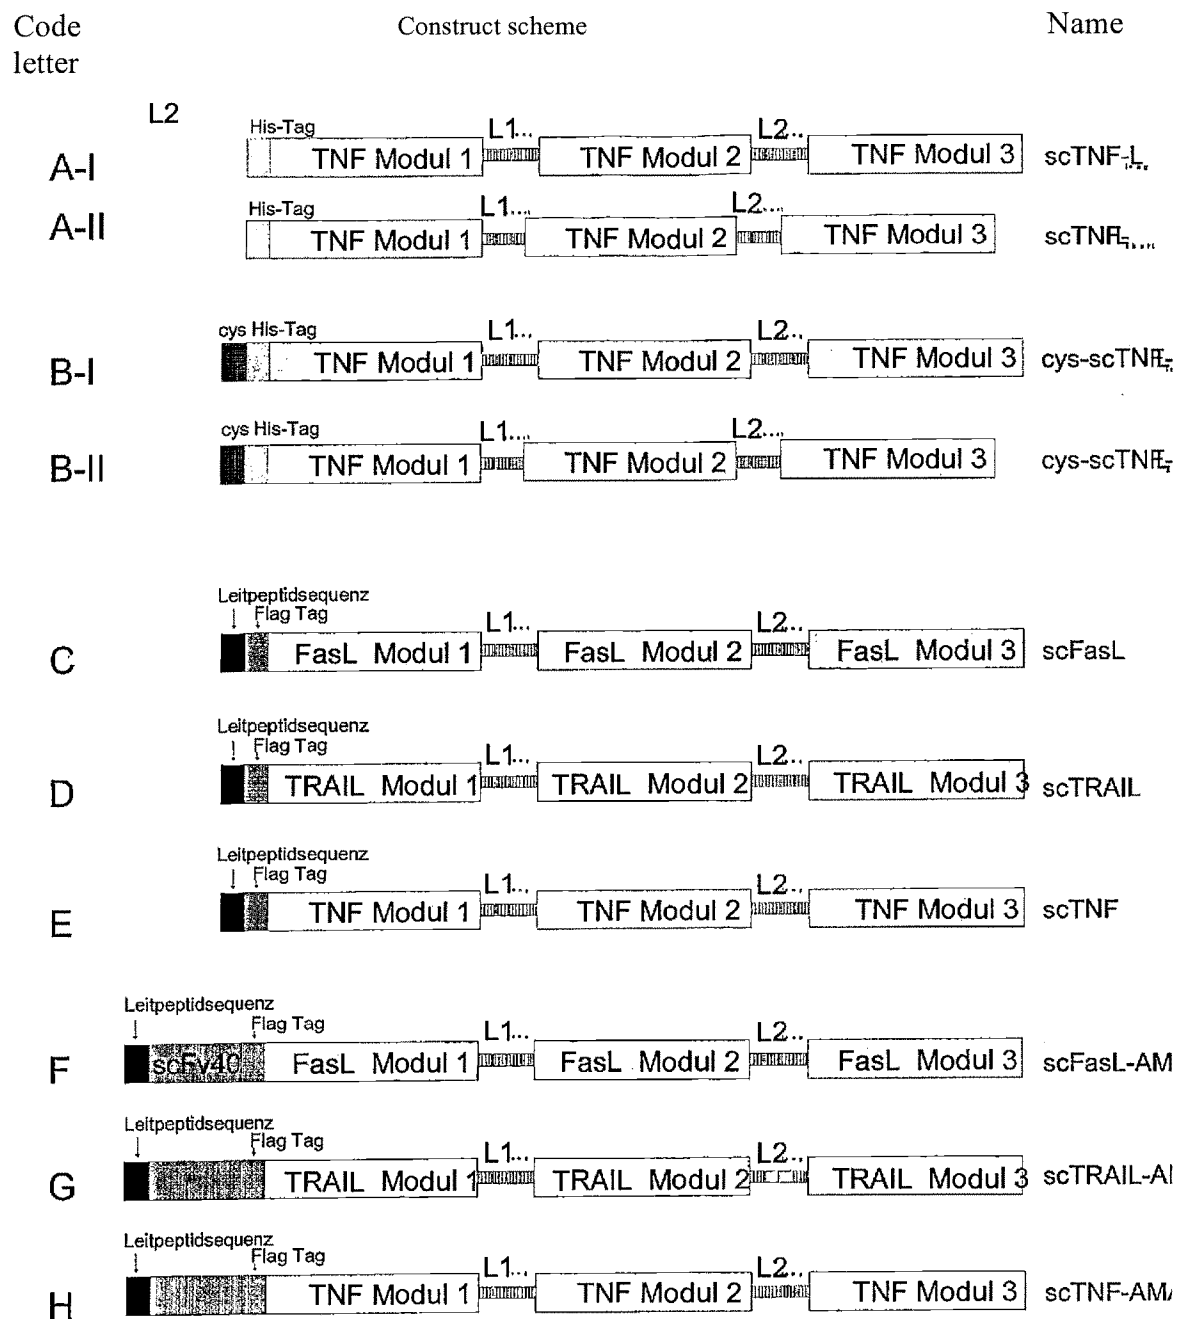 Code letter
Construct scheme
Name
L2
His-Tag
L1...
L2..
A-I
TNF Modul 1
TNF Modul 2
TNF Modul 3
scTNF-L
His-Tag
L1...
L2...
A-II
TNF Modul 1
TNF Modul 2
TNF Modul 3
cys His-Tag
L1...
L2...
B-I
TNF Modul 1
TNF Modul 2
TNF Modul 3
cys His-Tag
L1...
L2...
B-II
TNF Modul 1
TNF Modul 2
TNF Modul 3
Leitpeptidsequenz
Flag Tag
L1...
L2...
C
FasL Modul 1
FasL Modul 2
FasL Modul 3
scFasL
Leitpeptidsequenz
Flag Tag
L1...
L2..
D
TRAIL Modul 1
TRAIL Modul 2
TRAIL Modul 3
scTRAIL
Leitpeptidsequenz
Flag Tag
L1...
L2..
E
TNF Modul 1
TNF Modul 2
TNF Modul 3
scTNF
Leitpeptidsequenz
Flag Tag
L1...
L2..
F
scFv40
FasL Modul 1
FasL Modul 2
FasL Modul 3
scFasL-AM
Leitpeptidsequenz
Flag Tag
L1...
L2..
G
TRAIL Modul 1
TRAIL Modul 2
TRAIL Modul 3
scTRAIL-A
Leitpeptidsequenz
Flag Tag
L1...
L2..
H
TNF Modul 1
TNF Modul 2
TNF Modul 3
scTNF-AM